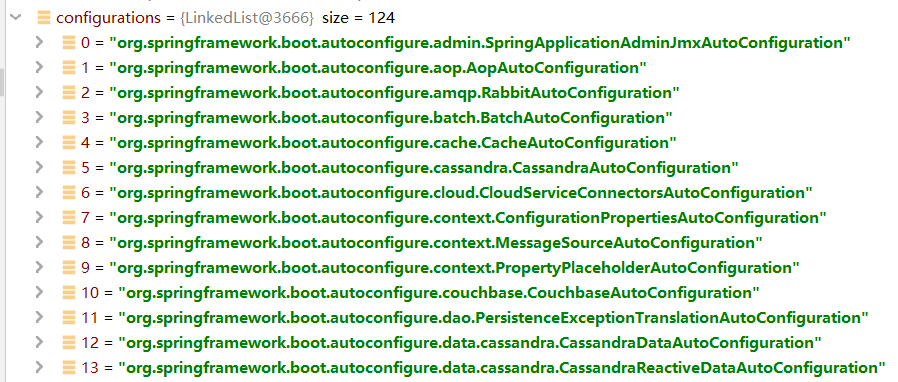 configurations = {LinkedList@3666} size = 124
0 = "org.springframework.boot.autoconfigure.admin.SpringApplicationAdminJmxAutoConfiguration"
1 = "org.springframework.boot.autoconfigure.aop.AopAutoConfiguration"
2 = "org.springframework.boot.autoconfigure.amqp.RabbitAutoConfiguration"
3 = "org.springframework.boot.autoconfigure.batch.BatchAutoConfiguration"
4 = "org.springframework.boot.autoconfigure.cache.CacheAutoConfiguration"
5 = "org.springframework.boot.autoconfigure.cassandra.CassandraAutoConfiguration"
6 = "org.springframework.boot.autoconfigure.cloud.CloudServiceConnectorsAutoConfiguration"
7 = "org.springframework.boot.autoconfigure.context.ConfigurationPropertiesAutoConfiguration"
8 = "org.springframework.boot.autoconfigure.context.MessageSourceAutoConfiguration"
9 = "org.springframework.boot.autoconfigure.context.PropertyPlaceholderAutoConfiguration"
10 = "org.springframework.boot.autoconfigure.couchbase.CouchbaseAutoConfiguration"
11 = "org.springframework.boot.autoconfigure.dao.PersistenceExceptionTranslationAutoConfiguration"
12 = "org.springframework.boot.autoconfigure.data.cassandra.CassandraDataAutoConfiguration"
13 = "org.springframework.boot.autoconfigure.data.cassandra.CassandraReactiveDataAutoConfiguration"